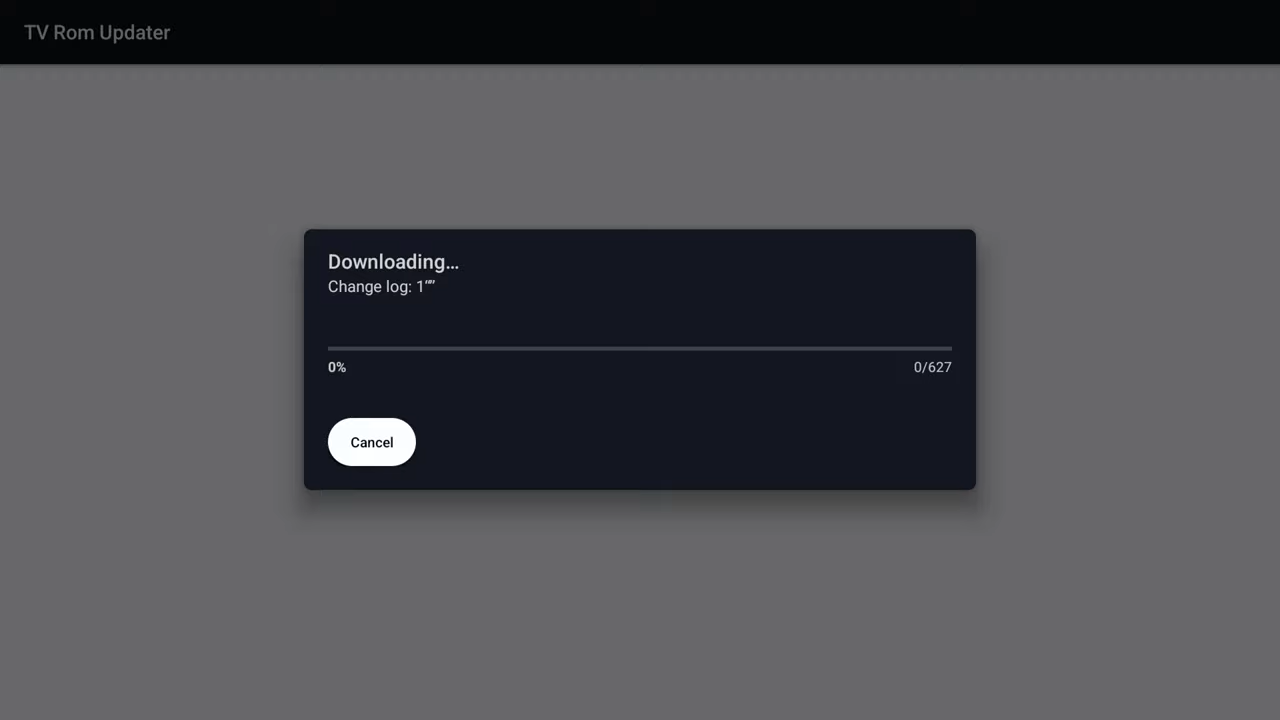 TV Rom Updater
Downloading...
Change log: 1“”
0%
0/627
Cancel